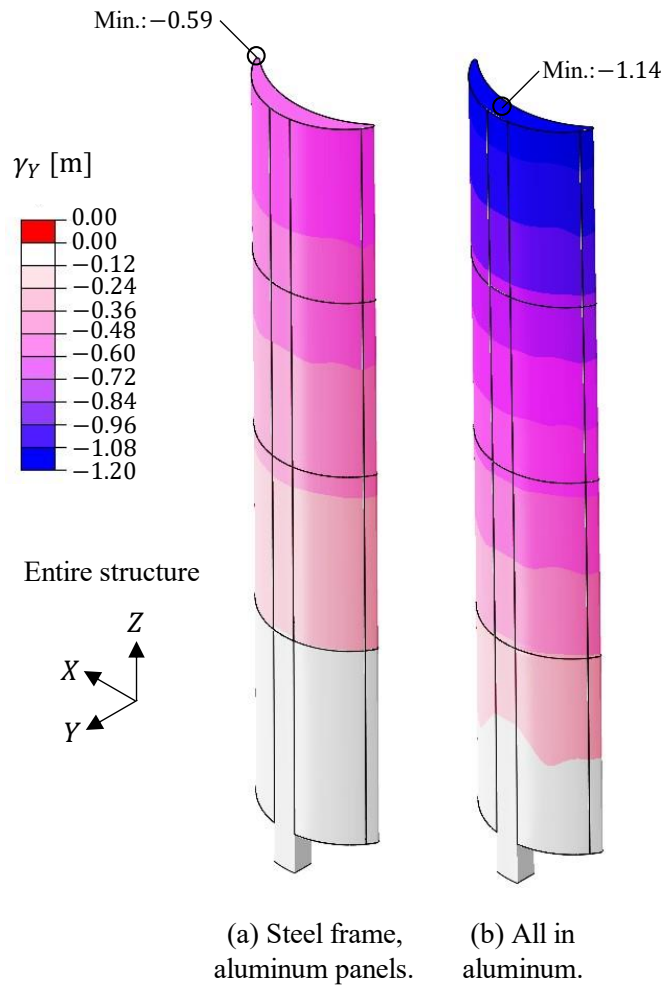 Min.: −0.59
Min.: −1.14
γ_Y [m]
0.00
0.00
−0.12
−0.24
−0.36
−0.48
−0.60
−0.72
−0.84
−0.96
−1.08
−1.20
Entire structure
Z
X
Y
(a) Steel frame,
aluminum panels.
(b) All in
aluminum.